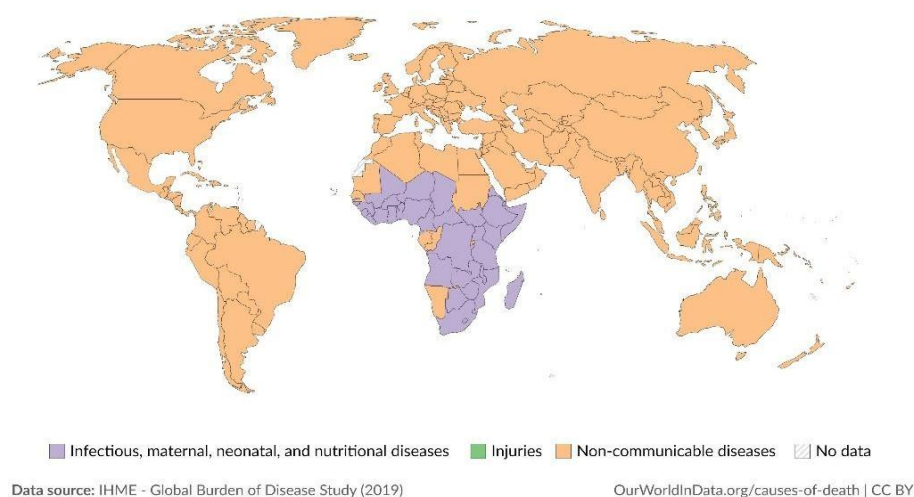 Infectious, maternal, neonatal, and nutritional diseases Injuries Non-communicable diseases No data
Data source: IHME - Global Burden of Disease Study (2019) OurWorldInData.org/causes-of-death | CC BY